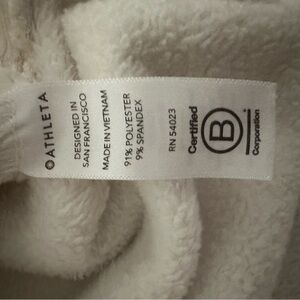 ATHLETA
DESIGNED IN
SAN FRANCISCO
MADE IN VIETNAM
91% POLYESTER
9% SPANDEX
RN 54023
Certified
B
Corporation